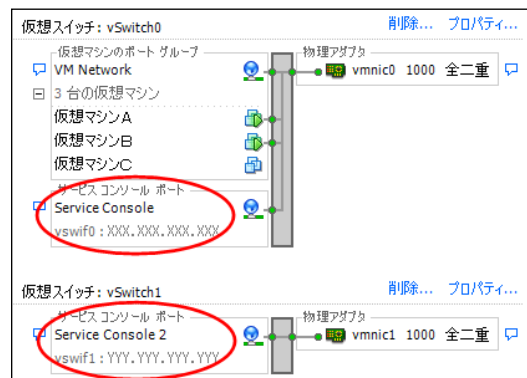 仮想スイッチ: vSwitch0 削除... プロパティ...
仮想マシンのポート グループ 物理アダプタ
VM Network vmnic0 1000 全二重
3 台の仮想マシン
仮想マシンA
仮想マシンB
仮想マシンC
サービス コンソール ポート
Service Console
vswif0 : XXX.XXX.XXX.XXX
仮想スイッチ: vSwitch1 削除... プロパティ...
サービス コンソール ポート 物理アダプタ
Service Console 2 vmnic1 1000 全二重
vswif1 : YYY.YYY.YYY.YYY